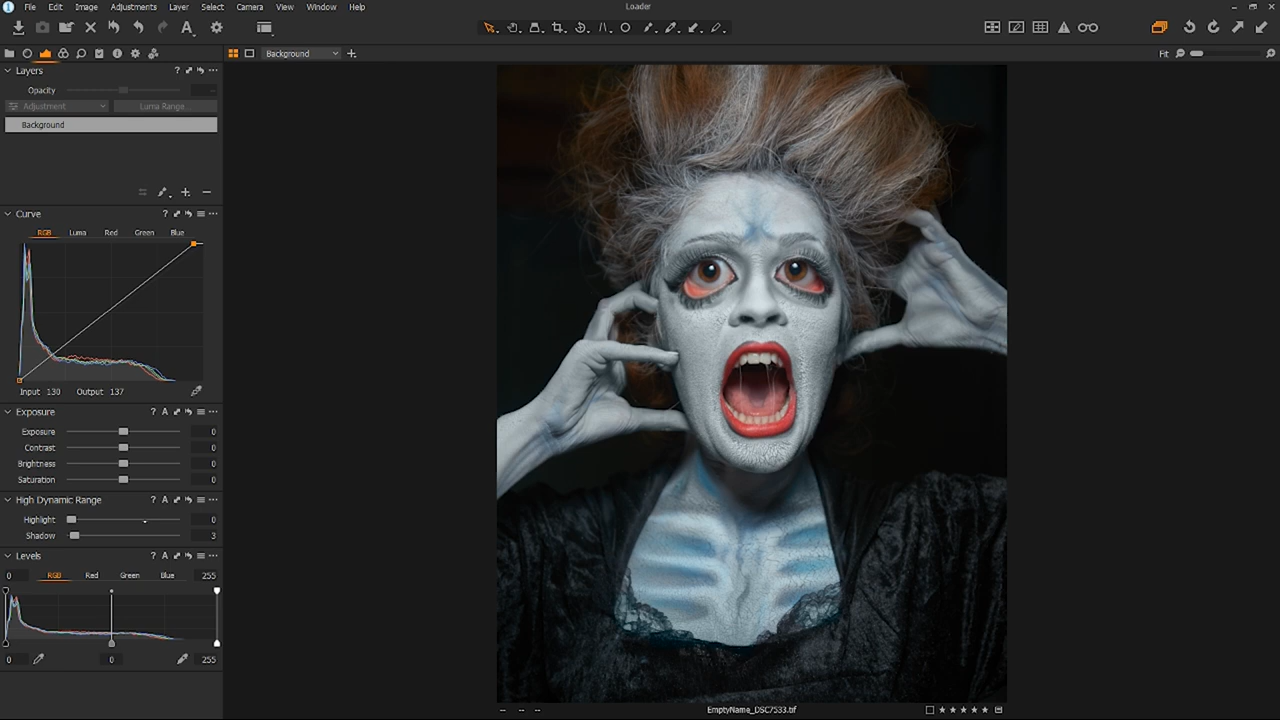 File Edit Image Adjustments Layer Select Camera View Window Help
Loader
Background
Fit
Layers
Opacity
Adjustment Luma Range...
Background
Curve
RGB Luma Red Green Blue
Input 130 Output 137
Exposure
Exposure 0
Contrast 0
Brightness 0
Saturation 0
High Dynamic Range
Highlight 0
Shadow 3
Levels
0 RGB Red Green Blue 255
0 0 255
EmptyName_DSC7533.tif